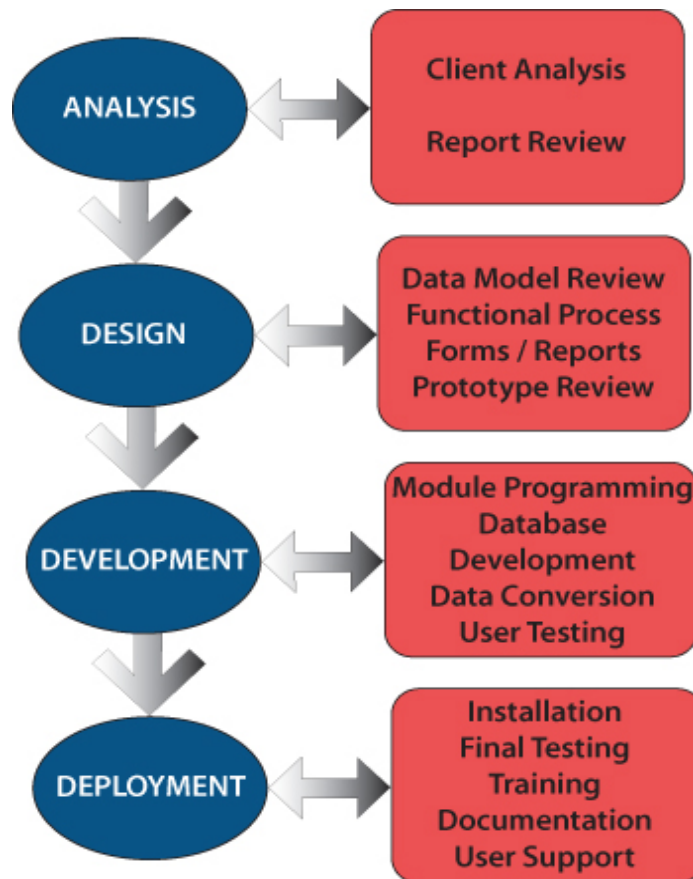 ANALYSIS
Client Analysis
Report Review
DESIGN
Data Model Review
Functional Process
Forms / Reports
Prototype Review
DEVELOPMENT
Module Programming
Database
Development
Data Conversion
User Testing
DEPLOYMENT
Installation
Final Testing
Training
Documentation
User Support